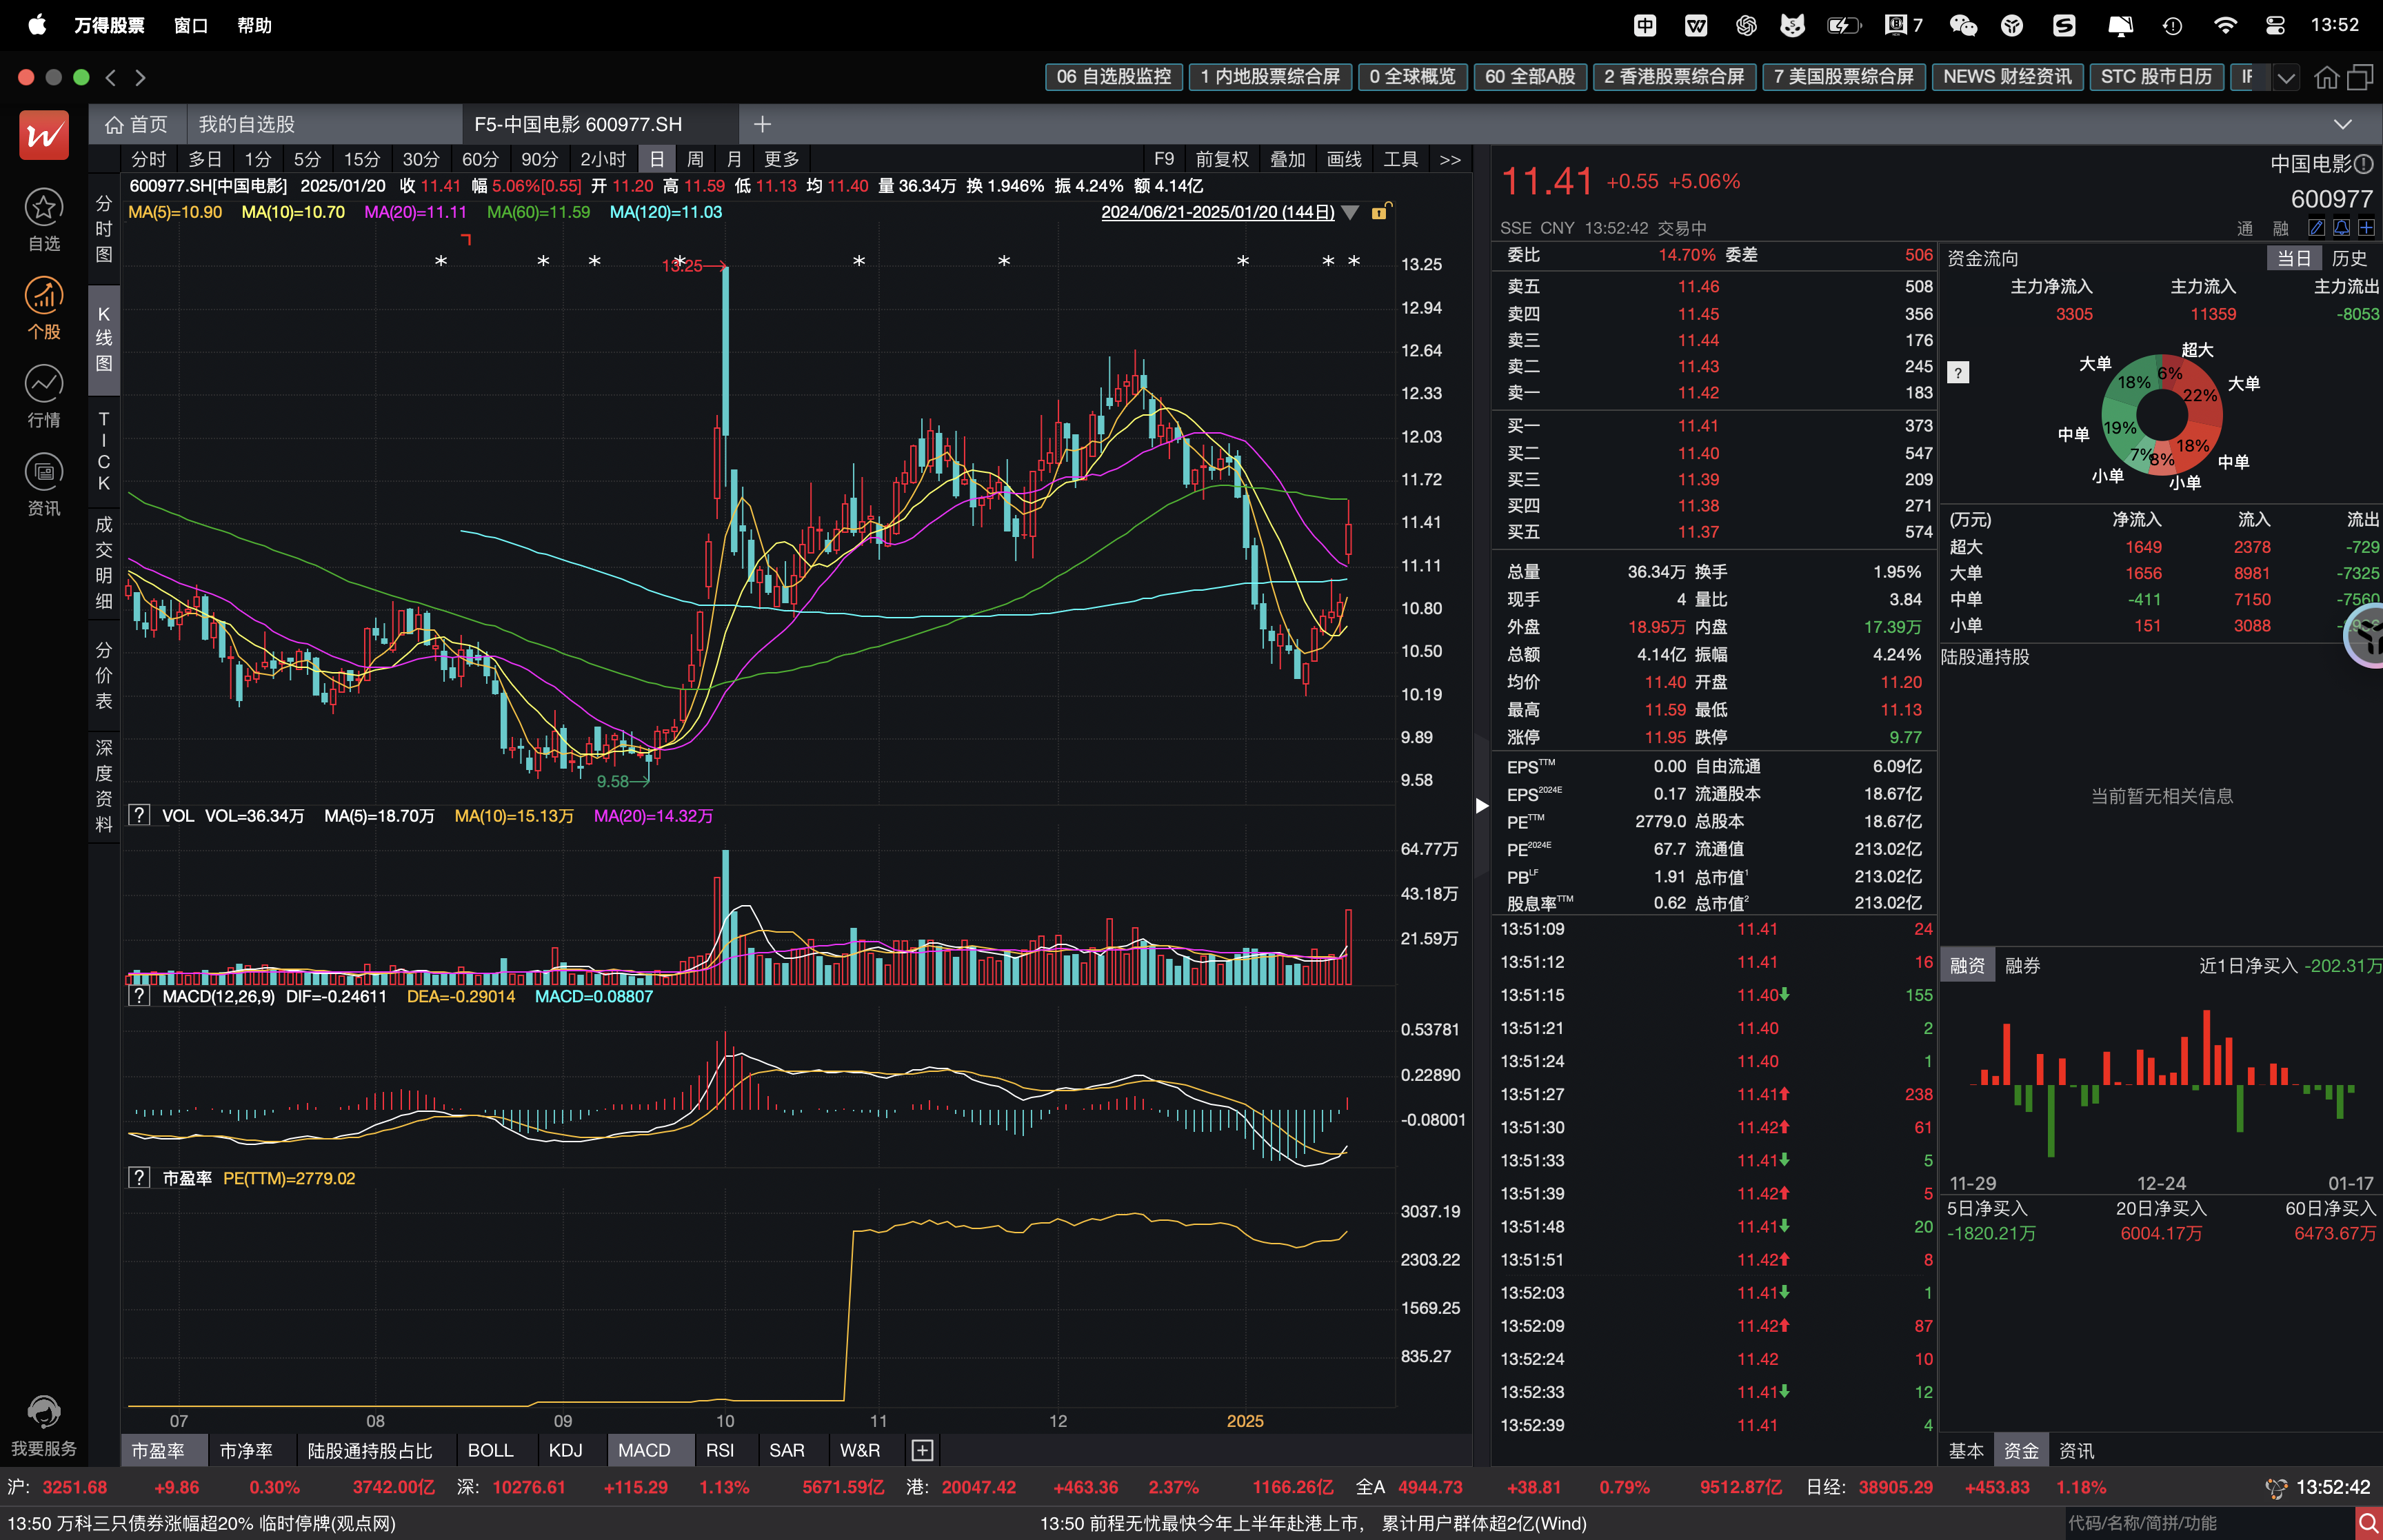 万得股票 窗口 帮助 7 13:52
06 自选股监控 1 内地股票综合屏 0 全球概览 60 全部A股 2 香港股票综合屏 7 美国股票综合屏 NEWS 财经资讯 STC 股市日历
首页 我的自选股 F5-中国电影 600977.SH
自选
个股
行情
资讯
我要服务
分时图
K线图
TICK
成交明细
分价表
深度资料
分时 多日 1分 5分 15分 30分 60分 90分 2小时 日 周 月 更多 F9 前复权 叠加 画线 工具 >>
600977.SH[中国电影] 2025/01/20 收 11.41 幅 5.06%[0.55] 开 11.20 高 11.59 低 11.13 均 11.40 量 36.34万 换 1.946% 振 4.24% 额 4.14亿
MA(5)=10.90 MA(10)=10.70 MA(20)=11.11 MA(60)=11.59 MA(120)=11.03 2024/06/21-2025/01/20 (144日)
13.25
9.58
13.25
12.94
12.64
12.33
12.03
11.72
11.41
11.11
10.80
10.50
10.19
9.89
9.58
? VOL VOL=36.34万 MA(5)=18.70万 MA(10)=15.13万 MA(20)=14.32万
64.77万
43.18万
21.59万
? MACD(12,26,9) DIF=-0.24611 DEA=-0.29014 MACD=0.08807
0.53781
0.22890
-0.08001
? 市盈率 PE(TTM)=2779.02
3037.19
2303.22
1569.25
835.27
07 08 09 10 11 12 2025
市盈率 市净率 陆股通持股占比 BOLL KDJ MACD RSI SAR W&R
11.41 +0.55 +5.06% 中国电影
600977
SSE CNY 13:52:42 交易中 通 融
委比 14.70% 委差 506
卖五 11.46 508
卖四 11.45 356
卖三 11.44 176
卖二 11.43 245
卖一 11.42 183
买一 11.41 373
买二 11.40 547
买三 11.39 209
买四 11.38 271
买五 11.37 574
总量 36.34万 换手 1.95%
现手 4 量比 3.84
外盘 18.95万 内盘 17.39万
总额 4.14亿 振幅 4.24%
均价 11.40 开盘 11.20
最高 11.59 最低 11.13
涨停 11.95 跌停 9.77
EPSTTM 0.00 自由流通 6.09亿
EPS2024E 0.17 流通股本 18.67亿
PETTM 2779.0 总股本 18.67亿
PE2024E 67.7 流通值 213.02亿
PBLF 1.91 总市值1 213.02亿
股息率TTM 0.62 总市值2 213.02亿
13:51:09 11.41 24
13:51:12 11.41 16
13:51:15 11.40 155
13:51:21 11.40 2
13:51:24 11.40 1
13:51:27 11.41 238
13:51:30 11.42 61
13:51:33 11.41 5
13:51:39 11.42 5
13:51:48 11.41 20
13:51:51 11.42 8
13:52:03 11.41 1
13:52:09 11.42 87
13:52:24 11.42 10
13:52:33 11.41 12
13:52:39 11.41 4
资金流向 当日 历史
主力净流入 主力流入 主力流出
3305 11359 -8053
?
超大
大单 6% 大单
18% 22%
中单 19% 18% 中单
7% 8%
小单 小单
(万元) 净流入 流入 流出
超大 1649 2378 -729
大单 1656 8981 -7325
中单 -411 7150 -7560
小单 151 3088
陆股通持股
当前暂无相关信息
融资 融券 近1日净买入 -202.31万
11-29 12-24 01-17
5日净买入 20日净买入 60日净买入
-1820.21万 6004.17万 6473.67万
基本 资金 资讯
沪: 3251.68 +9.86 0.30% 3742.00亿 深: 10276.61 +115.29 1.13% 5671.59亿 港: 20047.42 +463.36 2.37% 1166.26亿 全A 4944.73 +38.81 0.79% 9512.87亿 日经: 38905.29 +453.83 1.18% 13:52:42
13:50 万科三只债券涨幅超20% 临时停牌(观点网) 13:50 前程无忧最快今年上半年赴港上市, 累计用户群体超2亿(Wind) 代码/名称/简拼/功能